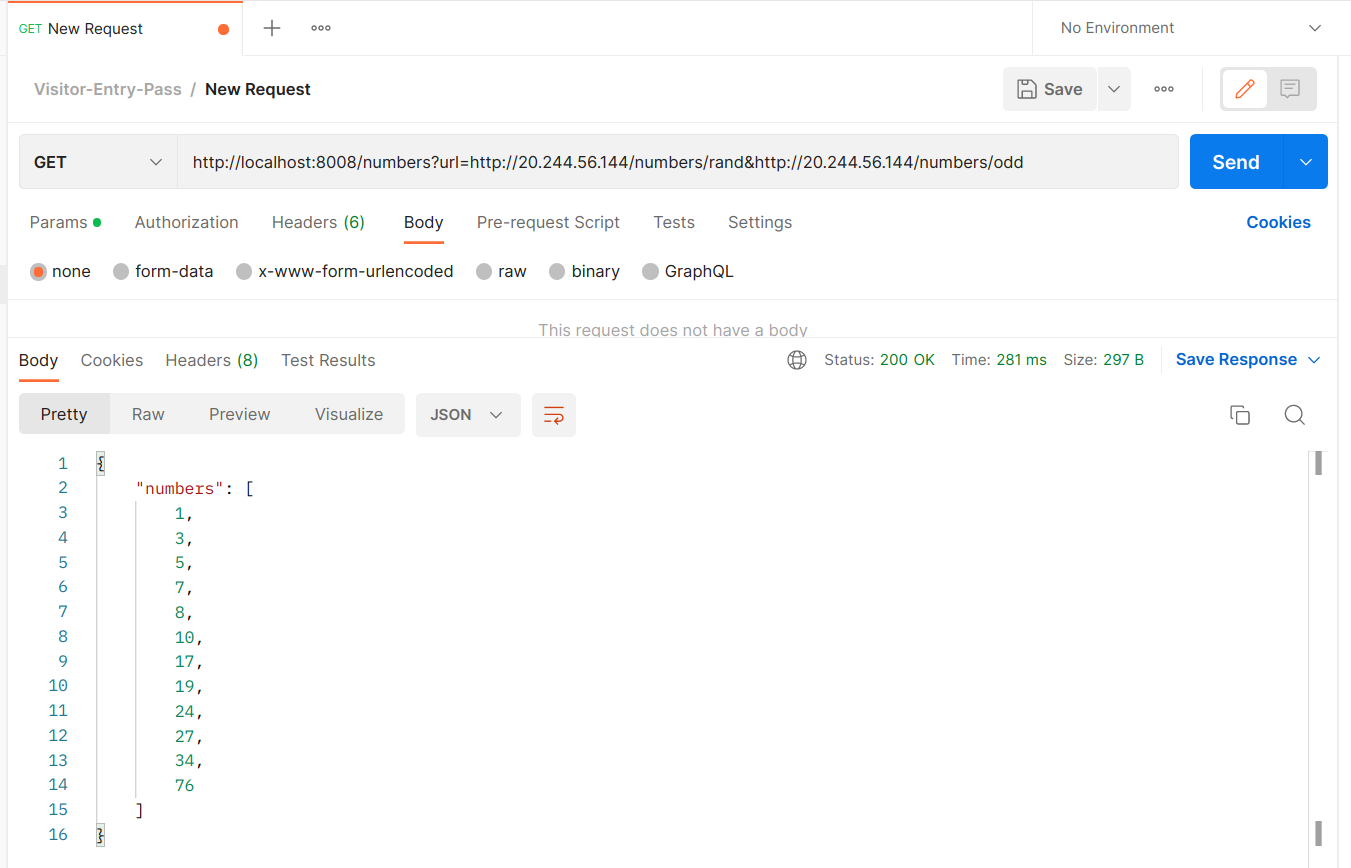 GET New Request
No Environment
Visitor-Entry-Pass / New Request
Save
GET
http://localhost:8008/numbers?url=http://20.244.56.144/numbers/rand&http://20.244.56.144/numbers/odd
Send
Params Authorization Headers (6) Body Pre-request Script Tests Settings Cookies
none form-data x-www-form-urlencoded raw binary GraphQL
This request does not have a body
Body Cookies Headers (8) Test Results Status: 200 OK Time: 281 ms Size: 297 B Save Response
Pretty Raw Preview Visualize JSON
1 {
2 "numbers": [
3 1,
4 3,
5 5,
6 7,
7 8,
8 10,
9 17,
10 19,
11 24,
12 27,
13 34,
14 76
15 ]
16 }